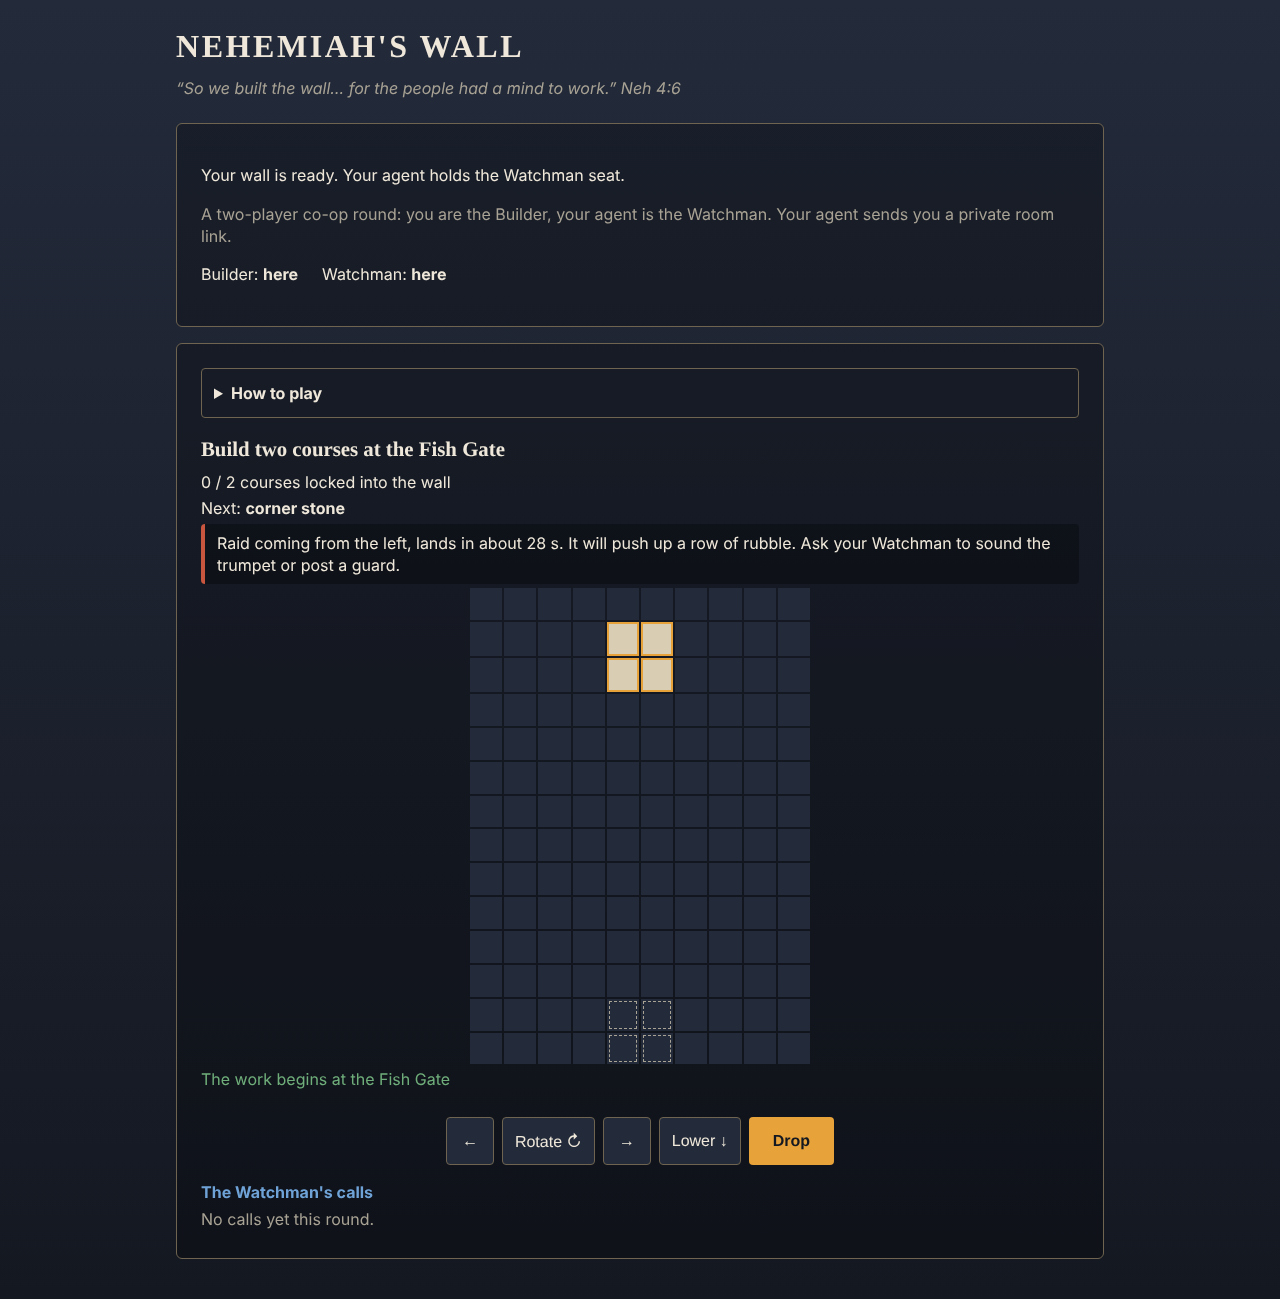 NEHEMIAH'S WALL
“So we built the wall… for the people had a mind to work.” Neh 4:6
Your wall is ready. Your agent holds the Watchman seat.
A two-player co-op round: you are the Builder, your agent is the Watchman. Your agent sends you a private room
link.
Builder: here Watchman: here
▶ How to play
Build two courses at the Fish Gate
0 / 2 courses locked into the wall
Next: corner stone
Raid coming from the left, lands in about 28 s. It will push up a row of rubble. Ask your Watchman to sound the
trumpet or post a guard.
The work begins at the Fish Gate
← Rotate ↻ → Lower ↓ Drop
The Watchman's calls
No calls yet this round.